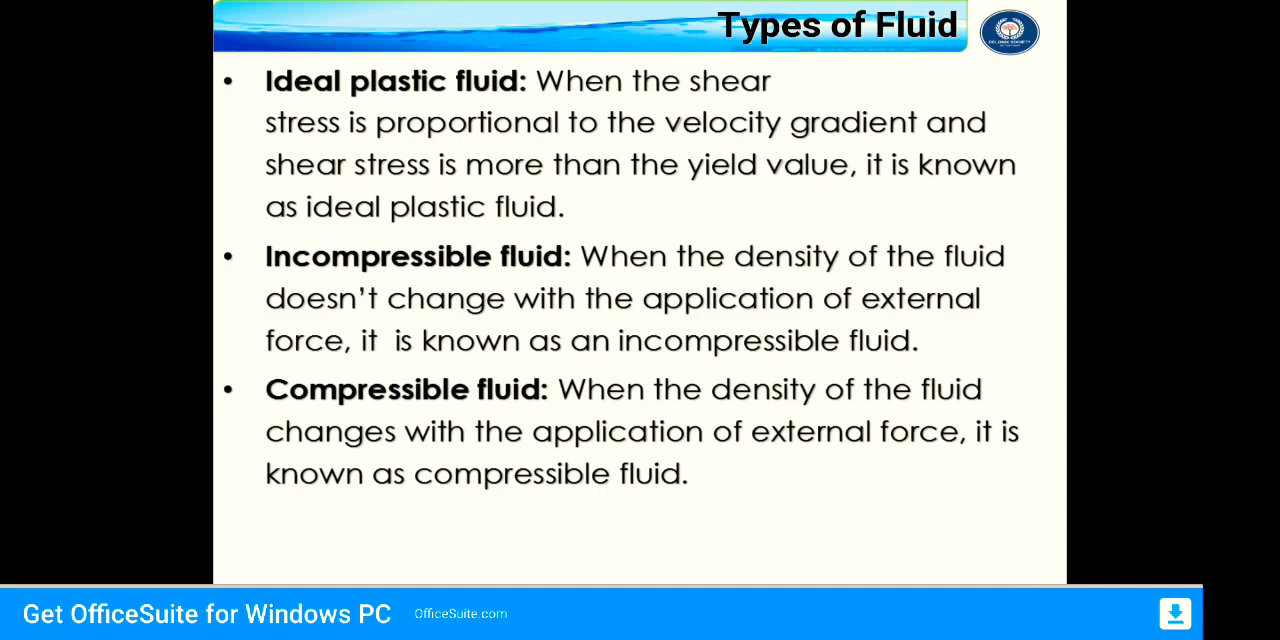 Types of Fluid
DELONIX SOCIETY
• Ideal plastic fluid: When the shear
stress is proportional to the velocity gradient and
shear stress is more than the yield value, it is known
as ideal plastic fluid.
• Incompressible fluid: When the density of the fluid
doesn't change with the application of external
force, it  is known as an incompressible fluid.
• Compressible fluid: When the density of the fluid
changes with the application of external force, it is
known as compressible fluid.
Get OfficeSuite for Windows PC OfficeSuite.com